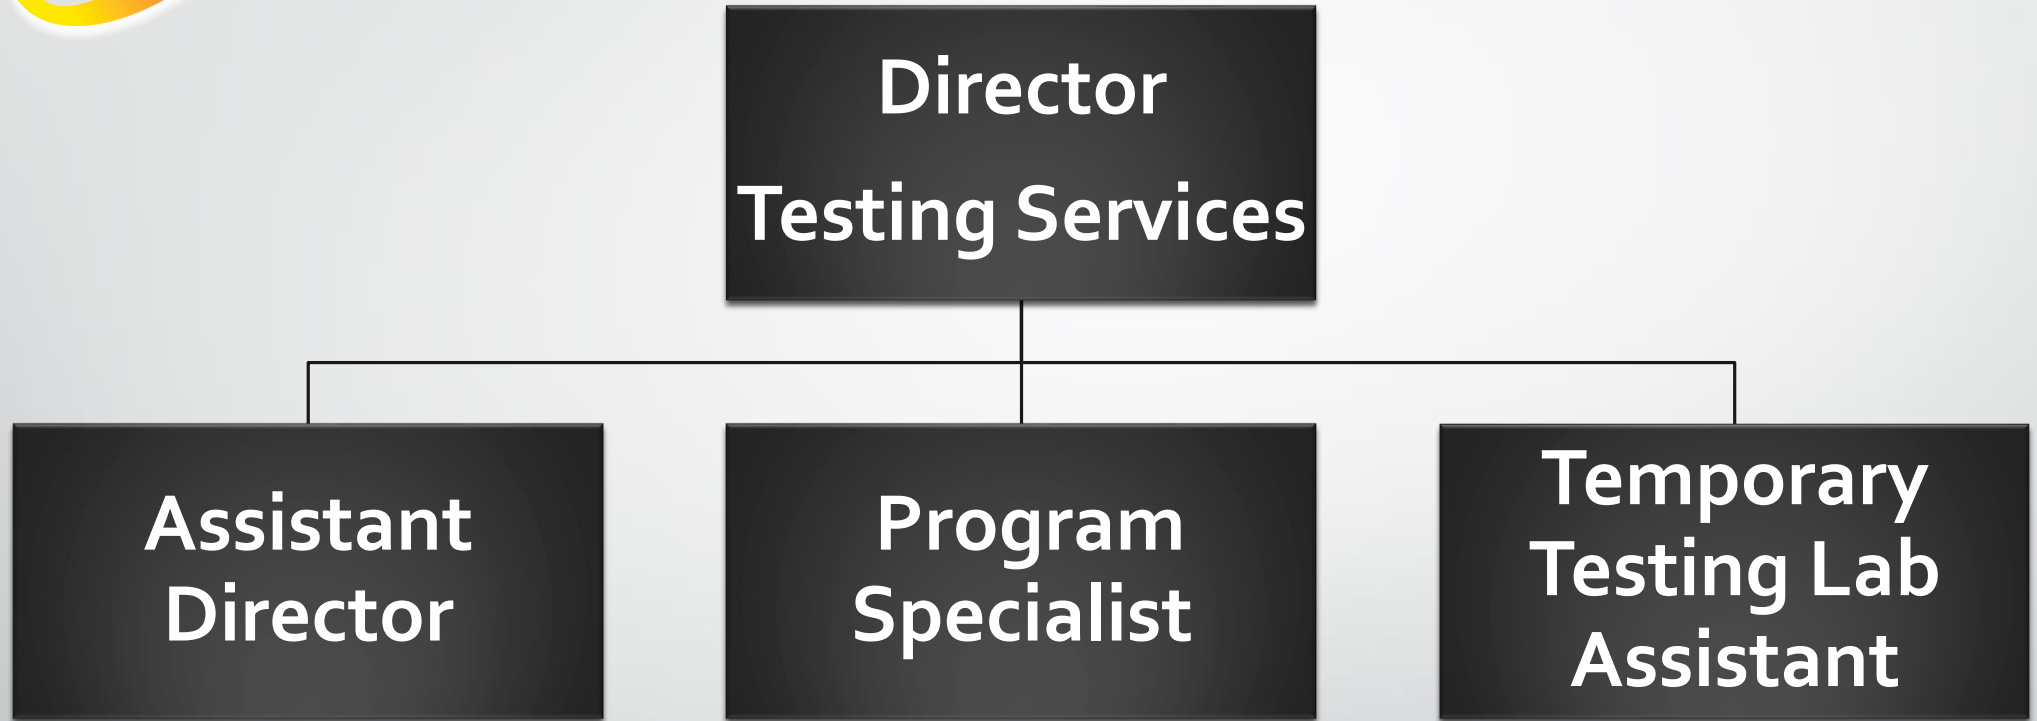 Director
Testing Services
Assistant
Director
Program
Specialist
Temporary
Testing Lab
Assistant